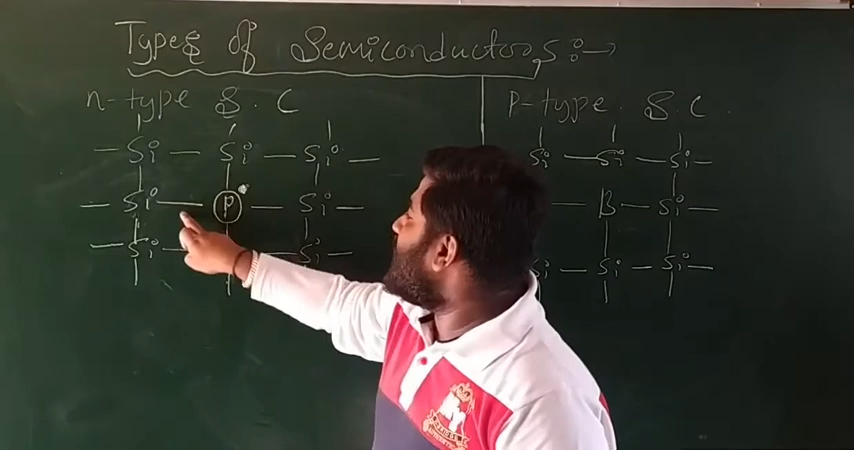 Types of Semiconductors Si →
n-type S.C
P-type. S.C.
Si — Si — Si
Si — P — Si
Si — Si
Si — Si — Si
B — Si
Si — Si — Si